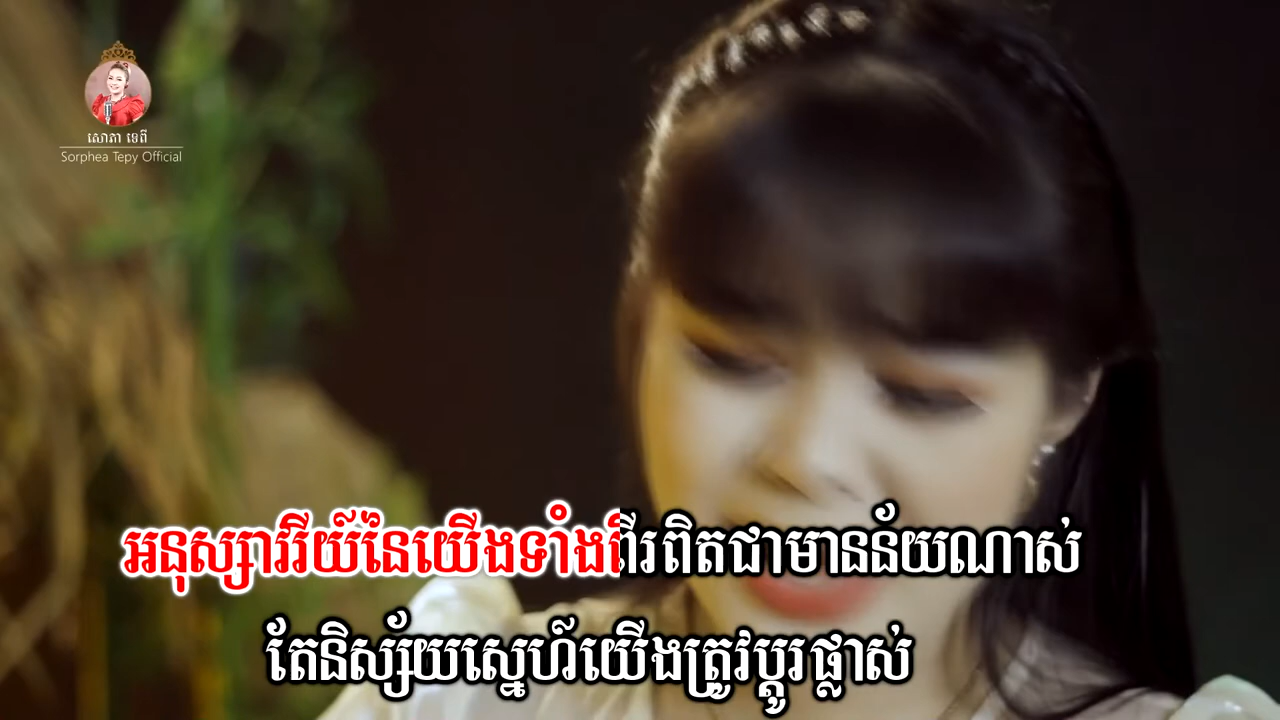 សោភា ទេពី
Sorphea Tepy Official
អនុស្សាវរីយ៍នៃយើងទាំងពីរពិតជាមានន័យណាស់
តែនិស្ស័យស្នេហ៍យើងត្រូវប្ដូរផ្លាស់